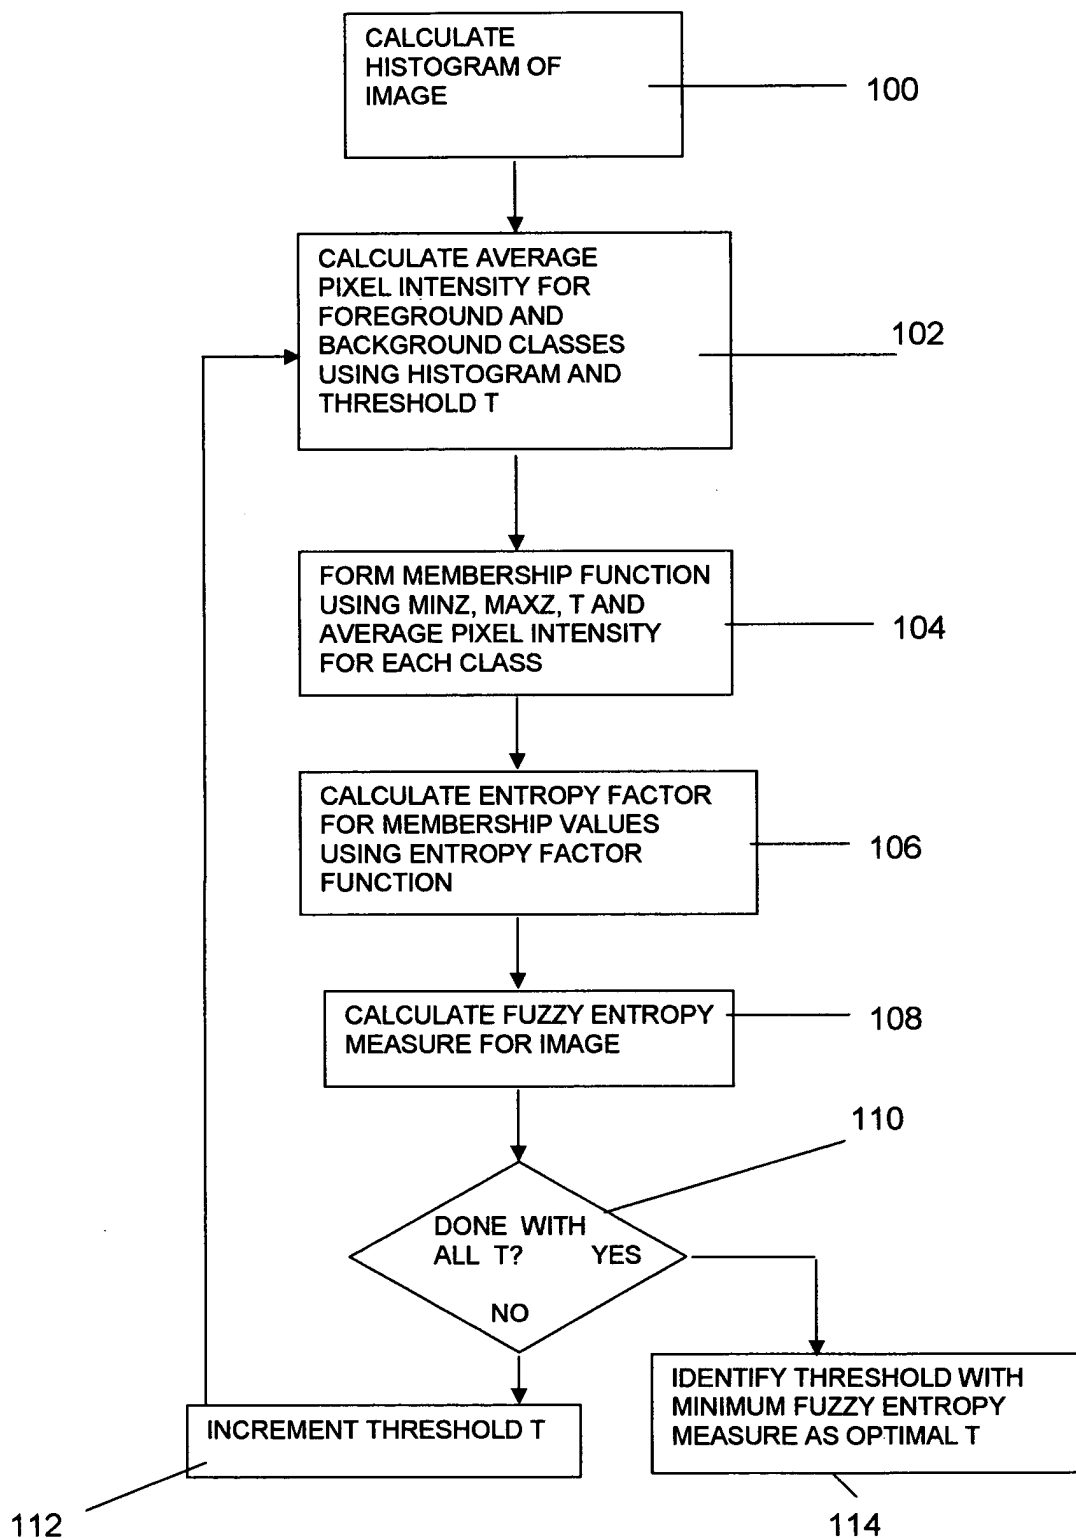 CALCULATE
HISTOGRAM OF
IMAGE
100
CALCULATE AVERAGE
PIXEL INTENSITY FOR
FOREGROUND AND
BACKGROUND CLASSES
USING HISTOGRAM AND
THRESHOLD T
102
FORM MEMBERSHIP FUNCTION
USING MINZ, MAXZ, T AND
AVERAGE PIXEL INTENSITY
FOR EACH CLASS
104
CALCULATE ENTROPY FACTOR
FOR MEMBERSHIP VALUES
USING ENTROPY FACTOR
FUNCTION
106
CALCULATE FUZZY ENTROPY
MEASURE FOR IMAGE
108
110
DONE WITH
ALL T? YES
NO
INCREMENT THRESHOLD T
112
IDENTIFY THRESHOLD WITH
MINIMUM FUZZY ENTROPY
MEASURE AS OPTIMAL T
114